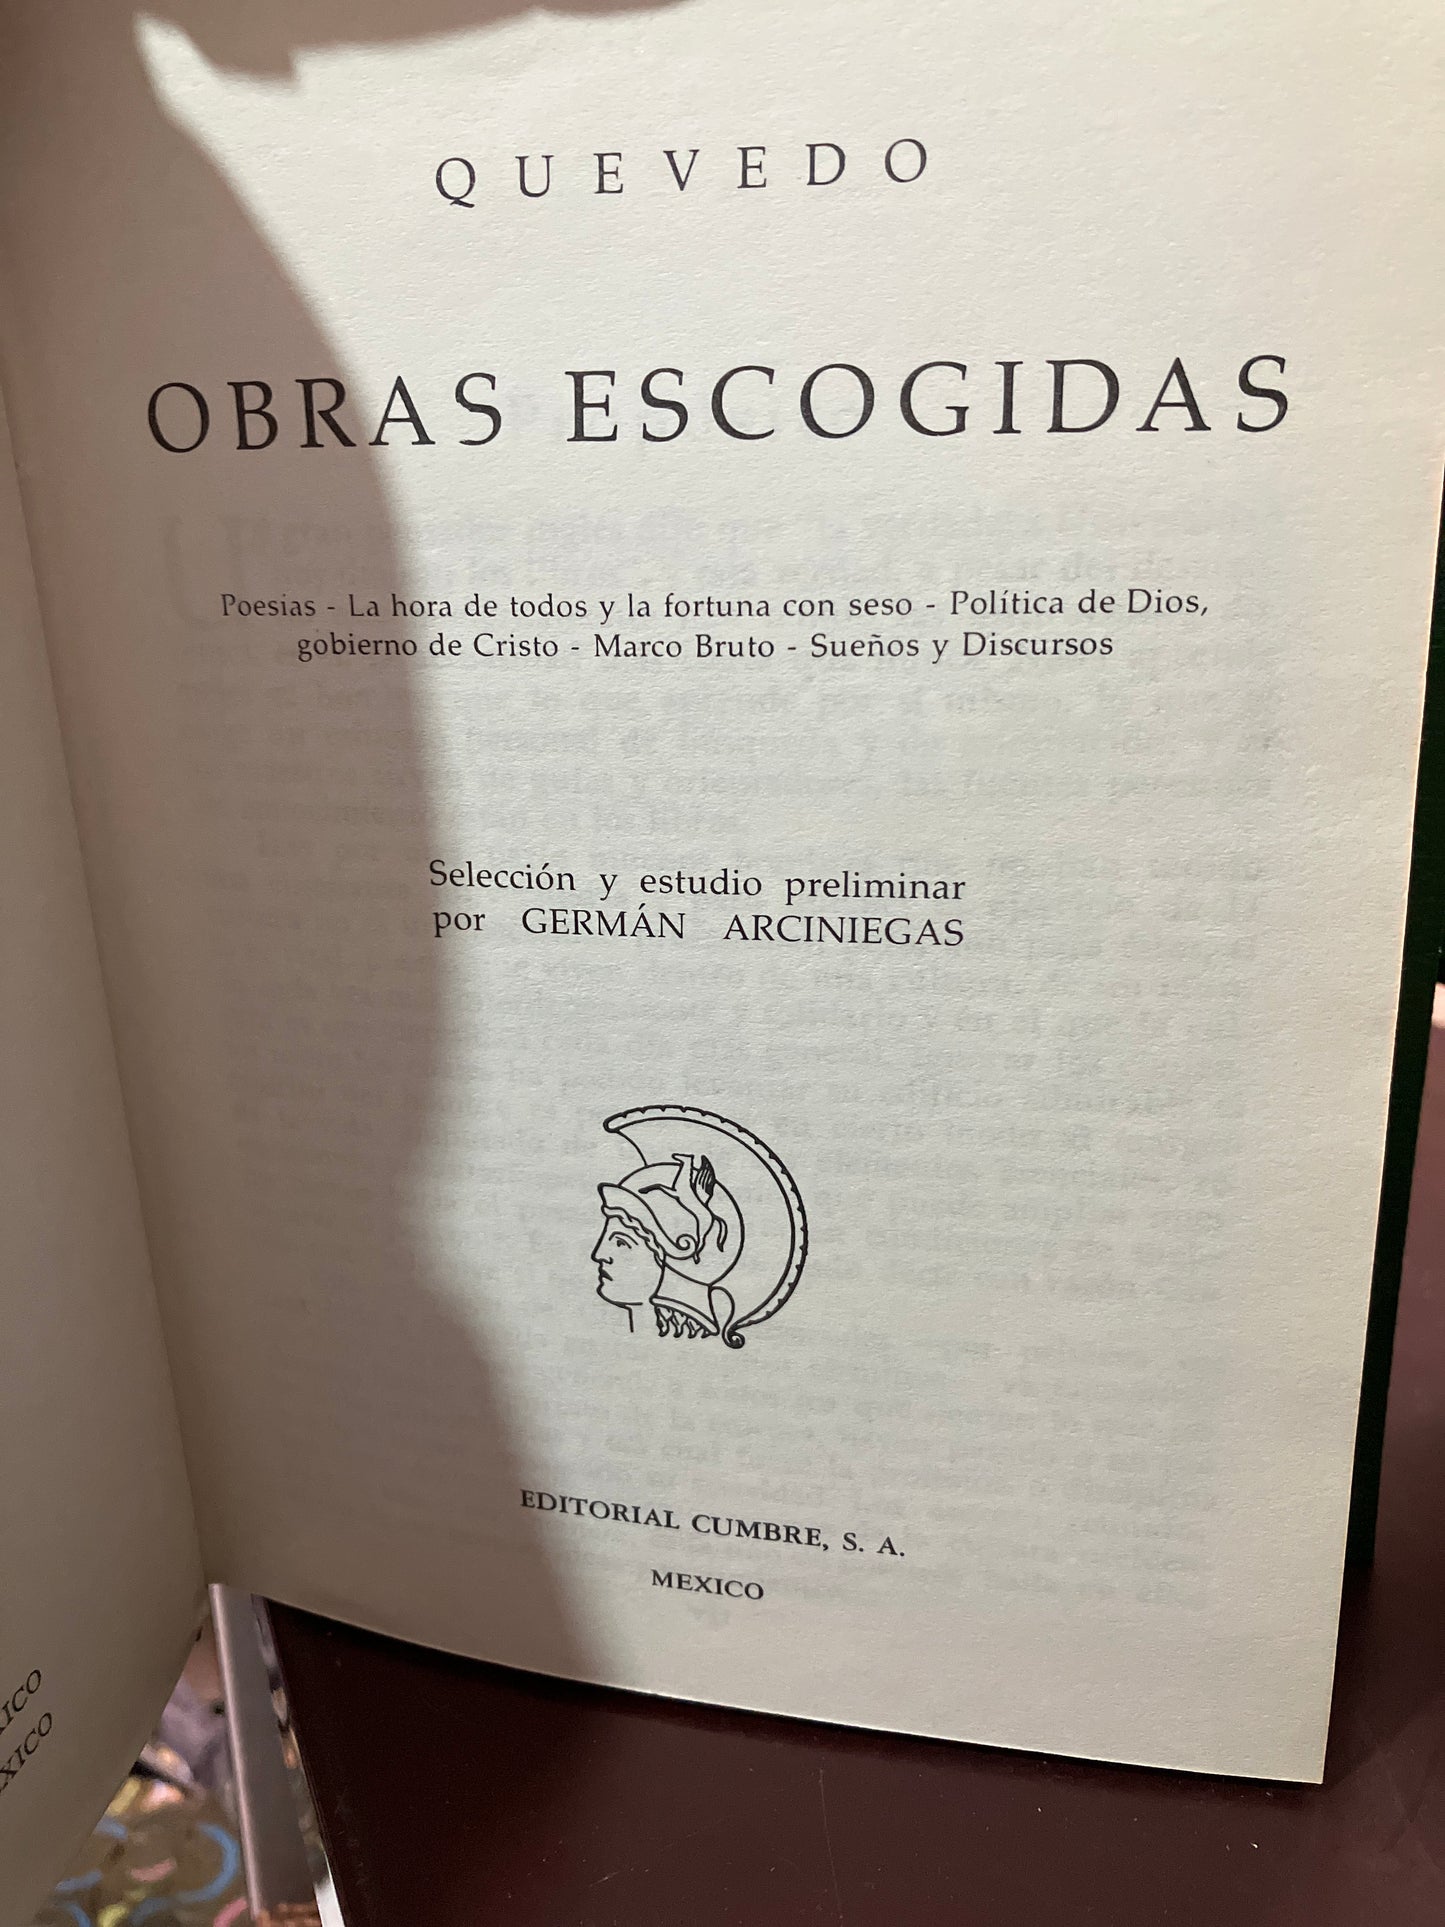 QUEVEDO
OBRAS ESCOGIDAS
Poesias - La hora de todos y la fortuna con seso - Política de Dios,
gobierno de Cristo - Marco Bruto - Sueños y Discursos
Selección y estudio preliminar
por GERMÁN ARCINIEGAS
EDITORIAL CUMBRE, S. A.
MEXICO